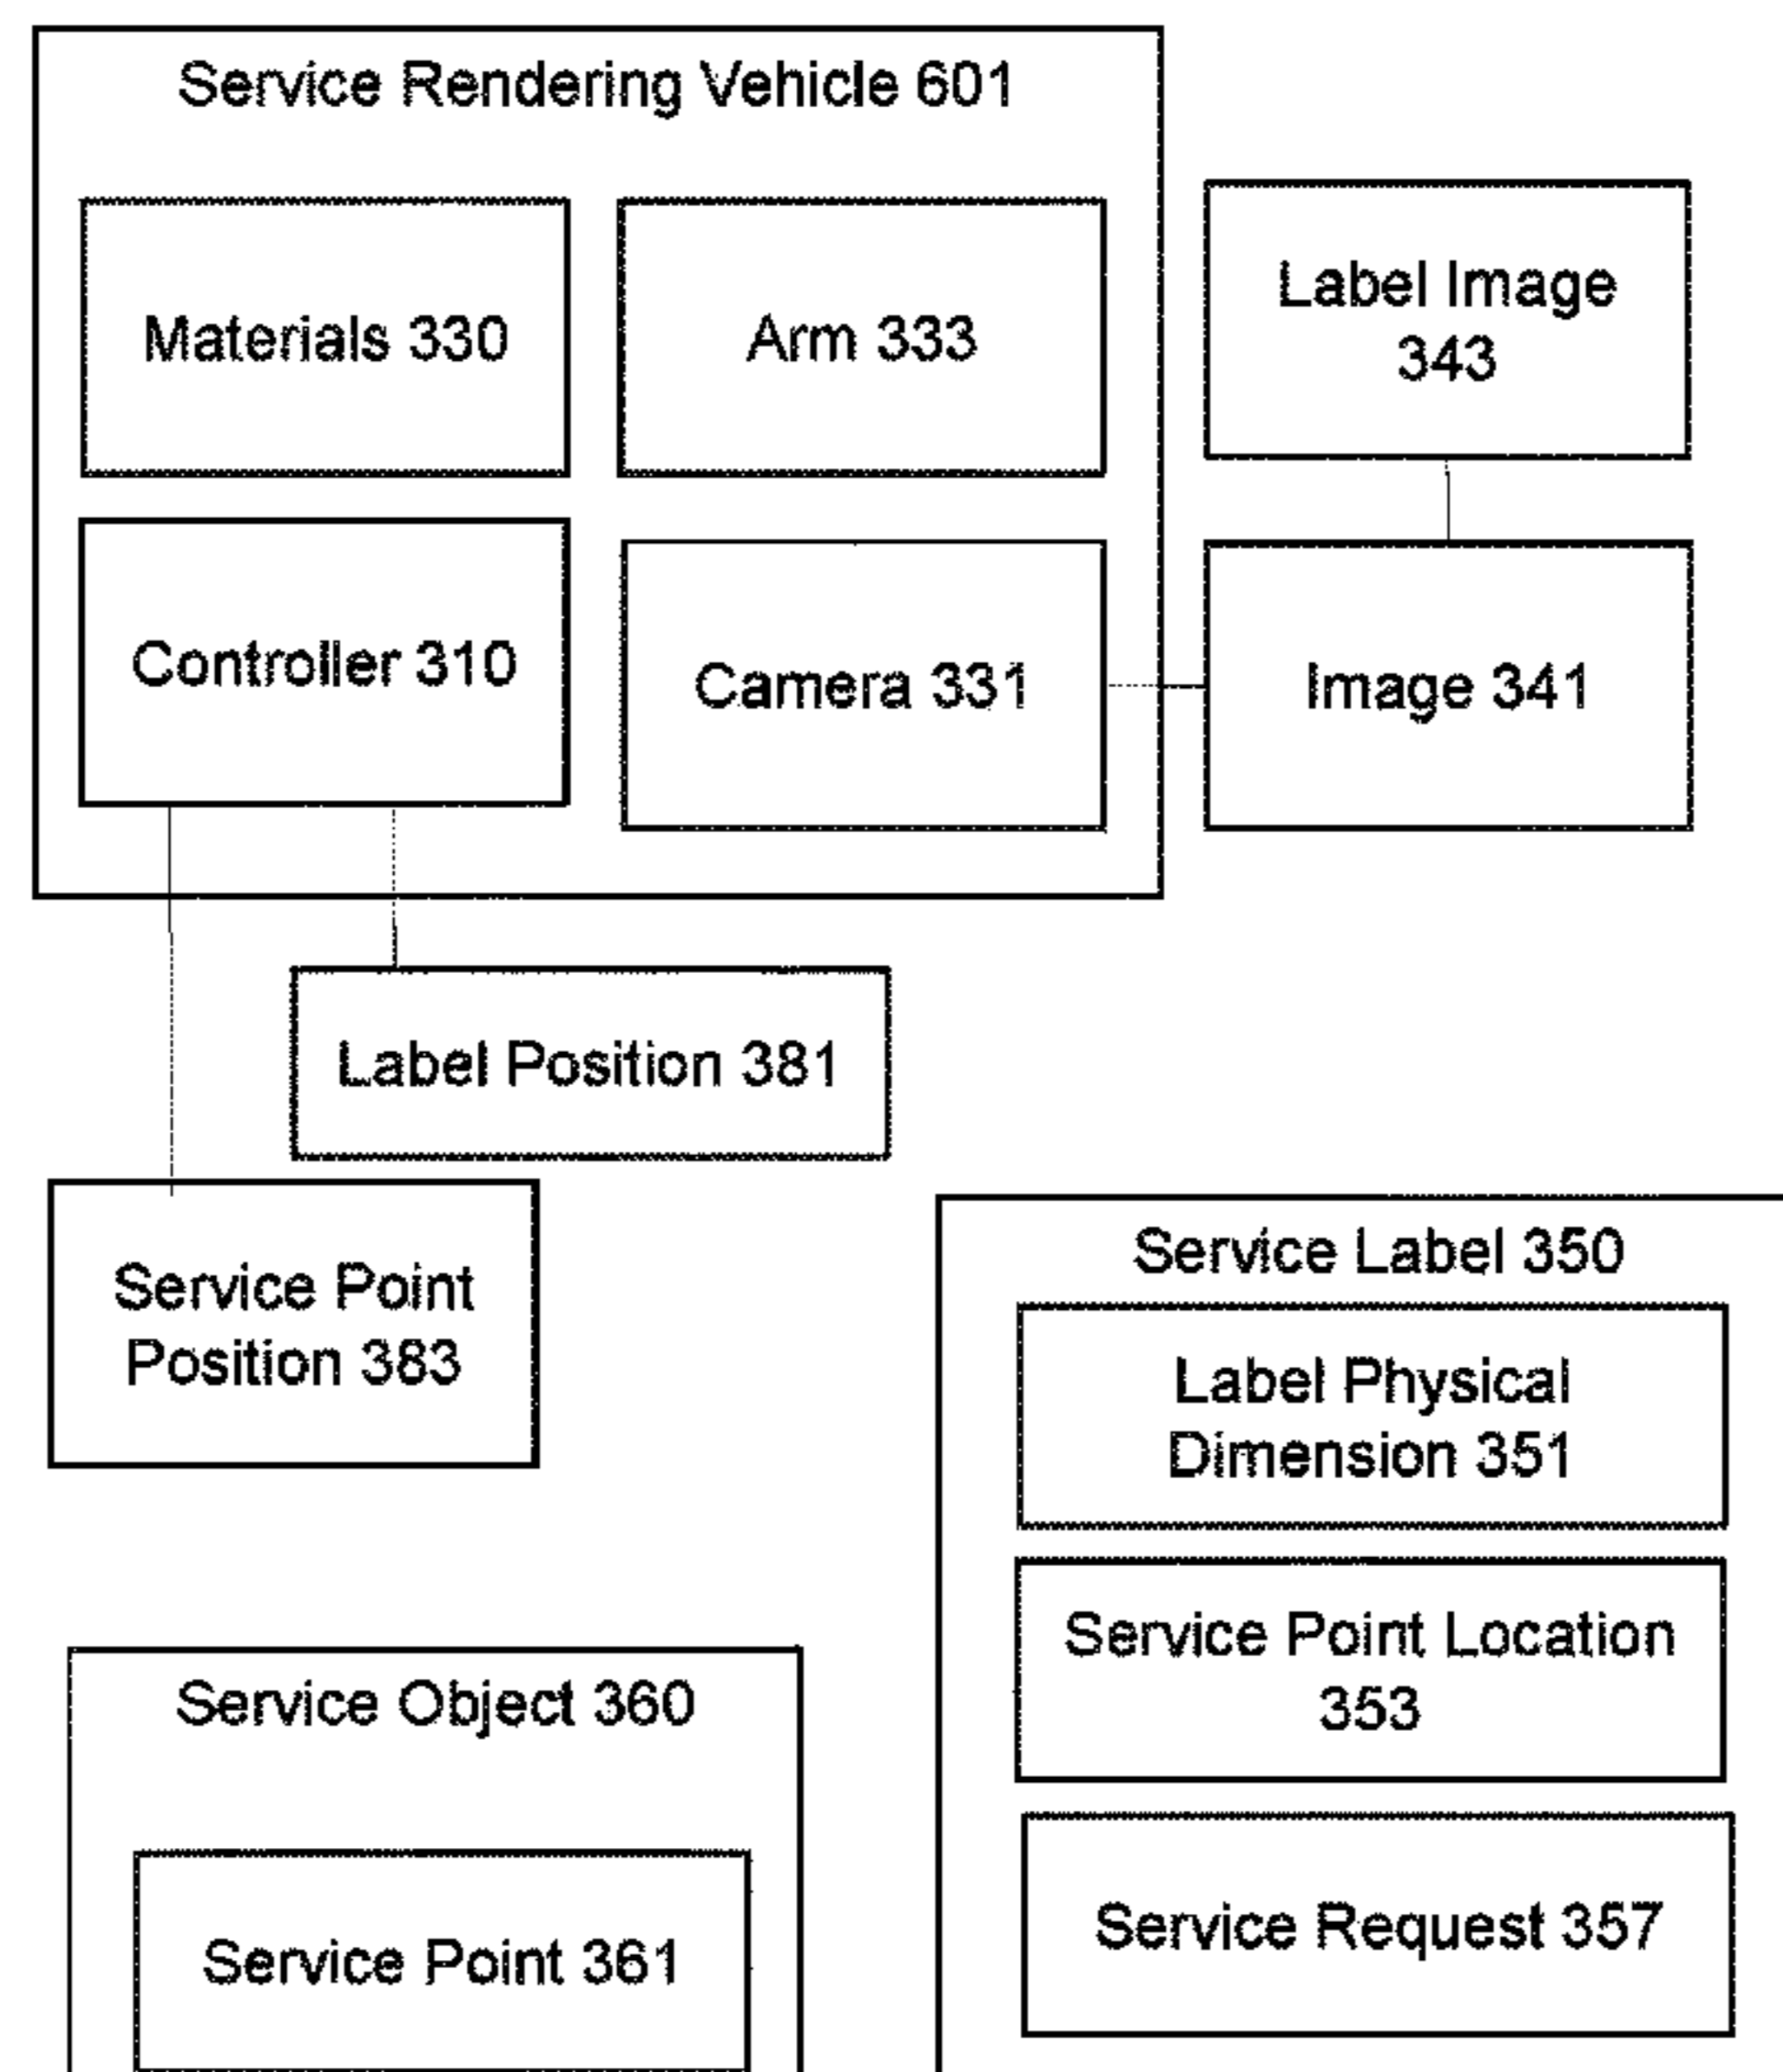 Service Rendering Vehicle 601
Materials 330
Arm 333
Label Image
343
Controller 310
Camera 331
Image 341
Label Position 381
Service Point
Position 383
Service Label 350
Label Physical
Dimension 351
Service Point Location
353
Service Object 360
Service Request 357
Service Point 361